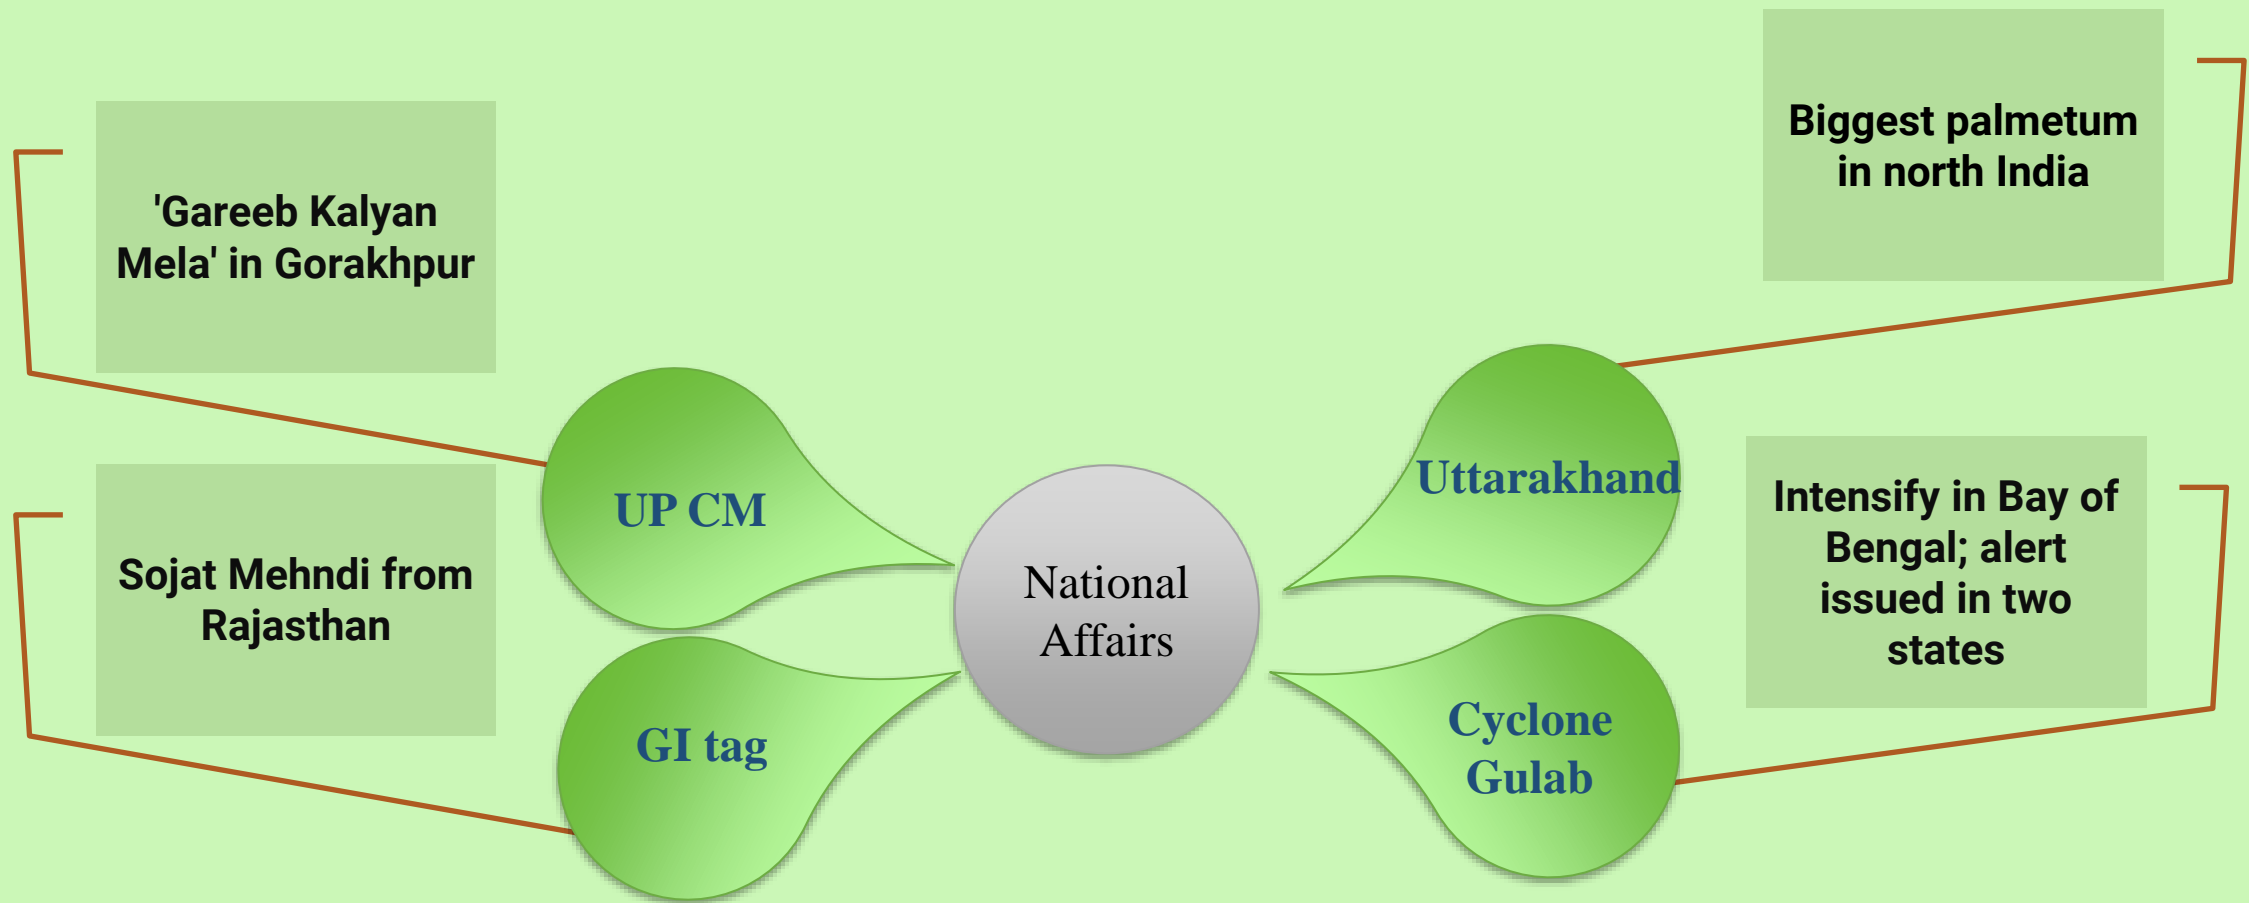 'Gareeb Kalyan
Mela' in Gorakhpur
UP CM
Sojat Mehndi from
Rajasthan
GI tag
National
Affairs
Biggest palmetum
in north India
Uttarakhand
Intensify in Bay of
Bengal; alert
issued in two
states
Cyclone
Gulab